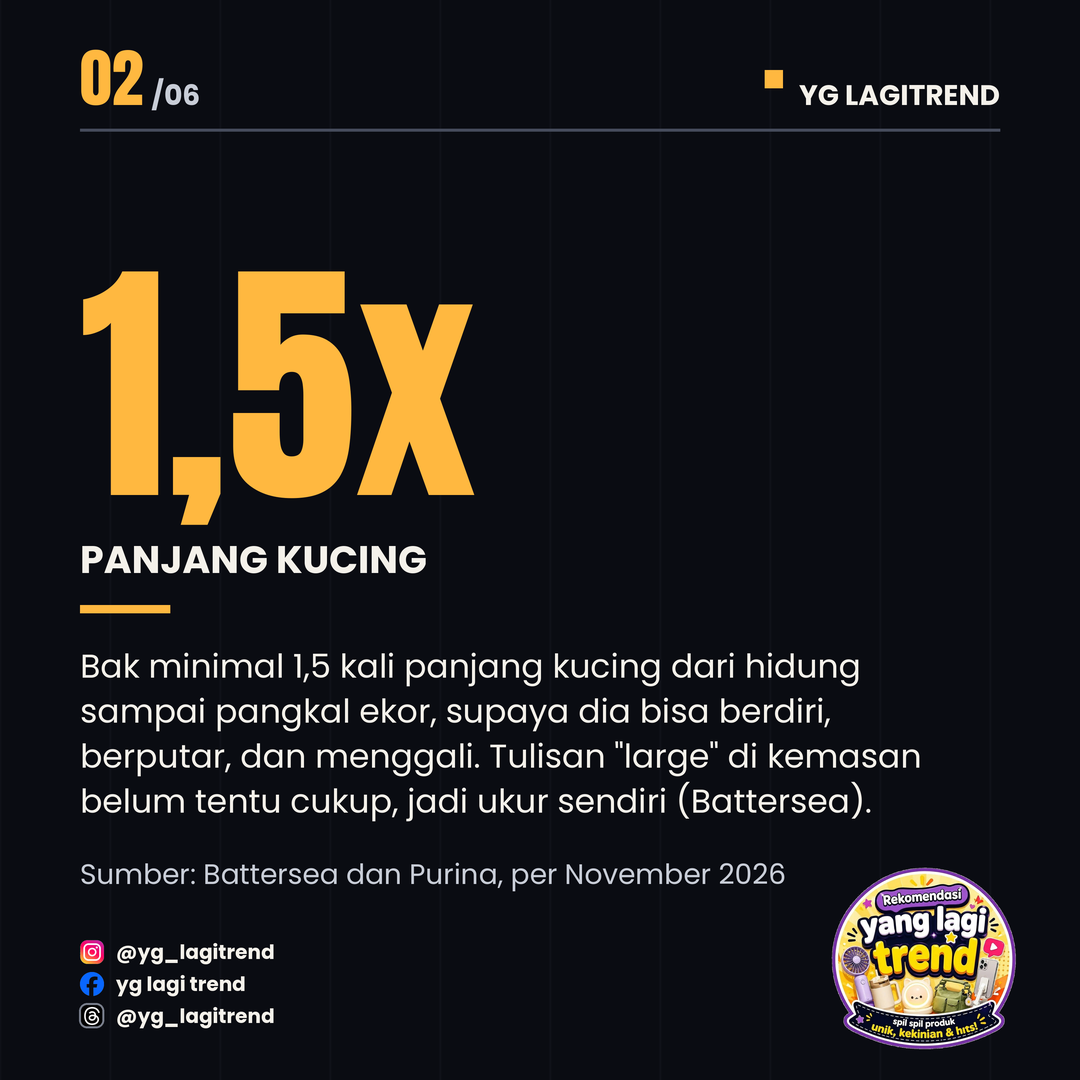 02 /06
YG LAGITREND
1,5x
PANJANG KUCING
Bak minimal 1,5 kali panjang kucing dari hidung
sampai pangkal ekor, supaya dia bisa berdiri,
berputar, dan menggali. Tulisan "large" di kemasan
belum tentu cukup, jadi ukur sendiri (Battersea).
Sumber: Battersea dan Purina, per November 2026
@yg_lagitrend
yg lagi trend
@yg_lagitrend
Rekomendasi
yang lagi
trend
spil spil produk
unik, kekinian & hits!